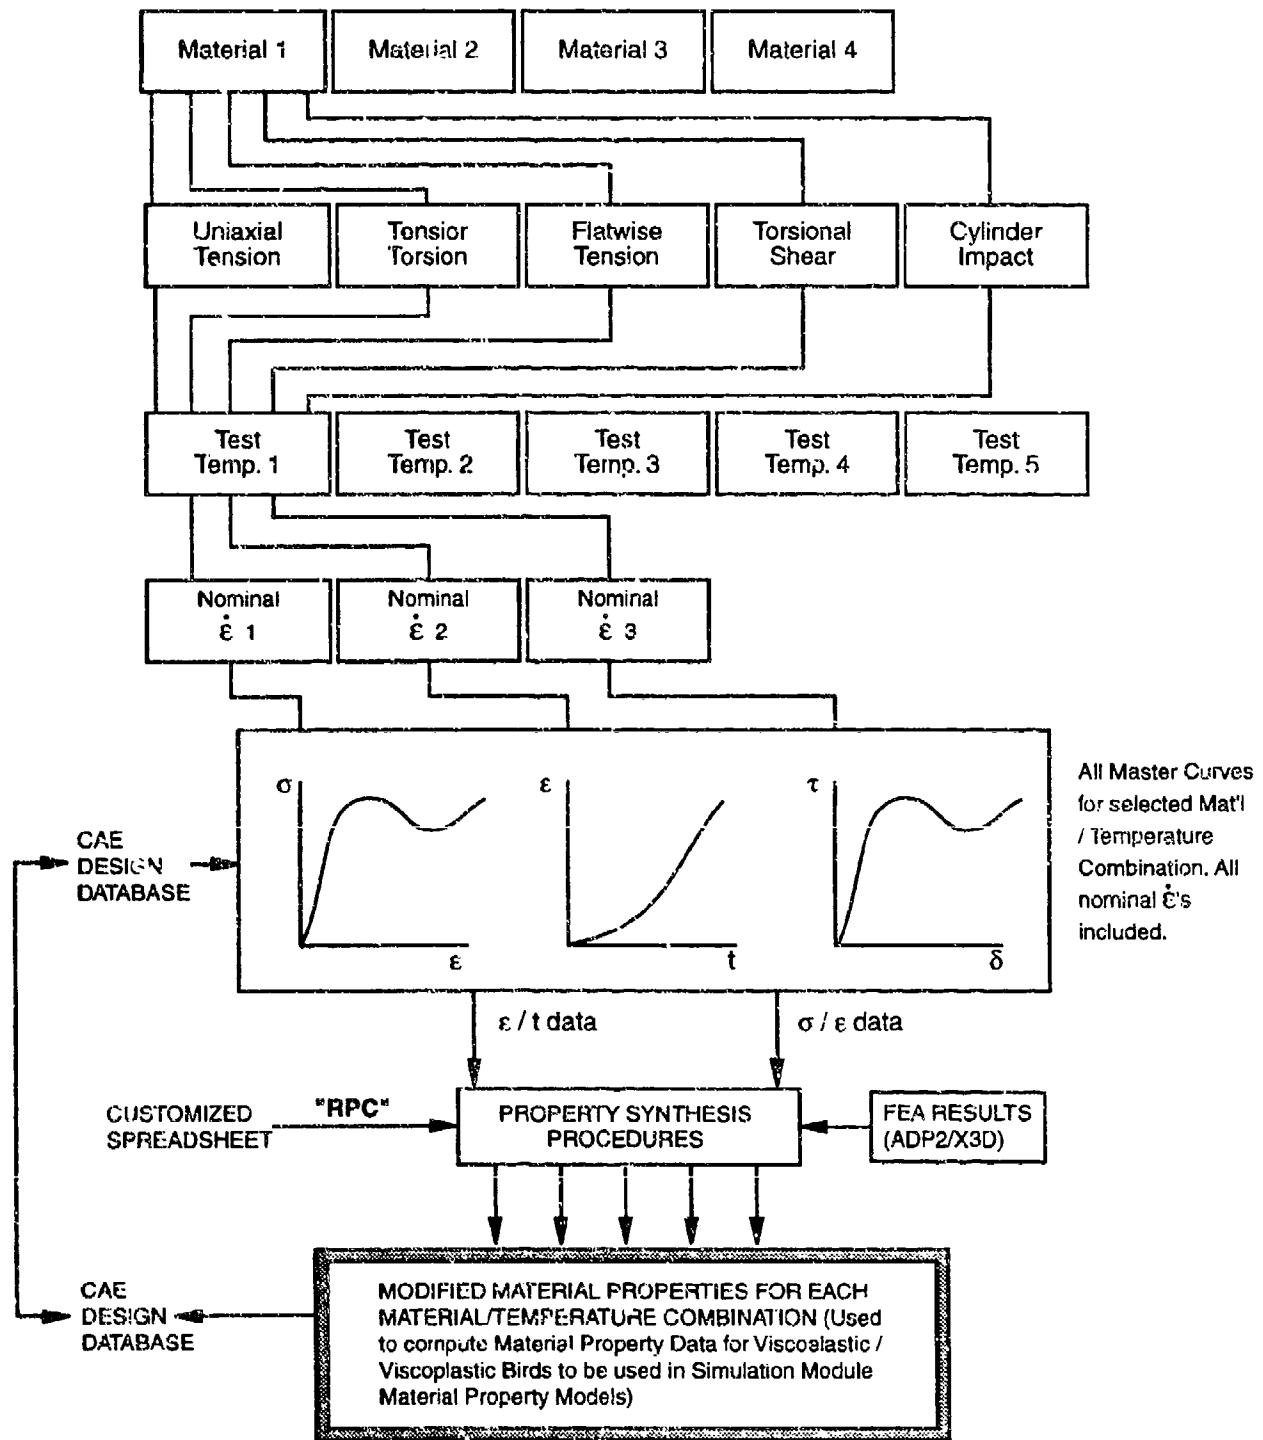 Material 1
Material 2
Material 3
Material 4
Uniaxial
Tension
Tonsior
Torsion
Flatwise
Tension
Torsional
Shear
Cylinder
Impact
Test
Temp. 1
Test
Temp. 2
Test
Temp. 3
Test
Temp. 4
Test
Temp. 5
Nominal
ε̇ 1
Nominal
ε̇ 2
Nominal
ε̇ 3
σ
ε
ε
t
τ
δ
All Master Curves
for selected Mat'l
/ Temperature
Combination. All
nominal ε̇'s
included.
CAE
DESIGN
DATABASE
ε / t data
σ / ε data
CUSTOMIZED
SPREADSHEET
"RPC"
PROPERTY SYNTHESIS
PROCEDURES
FEA RESULTS
(ADP2/X3D)
CAE
DESIGN
DATABASE
MODIFIED MATERIAL PROPERTIES FOR EACH
MATERIAL/TEMPERATURE COMBINATION (Used
to compute Material Property Data for Viscoelastic /
Viscoplastic Birds to be used in Simulation Module
Material Property Models)